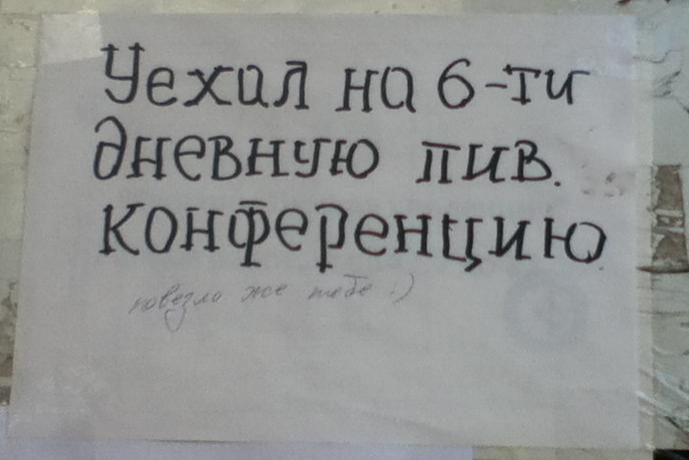 Уехал на 6-ти
дневную пив.
конференцию.
повезло же тебе :)